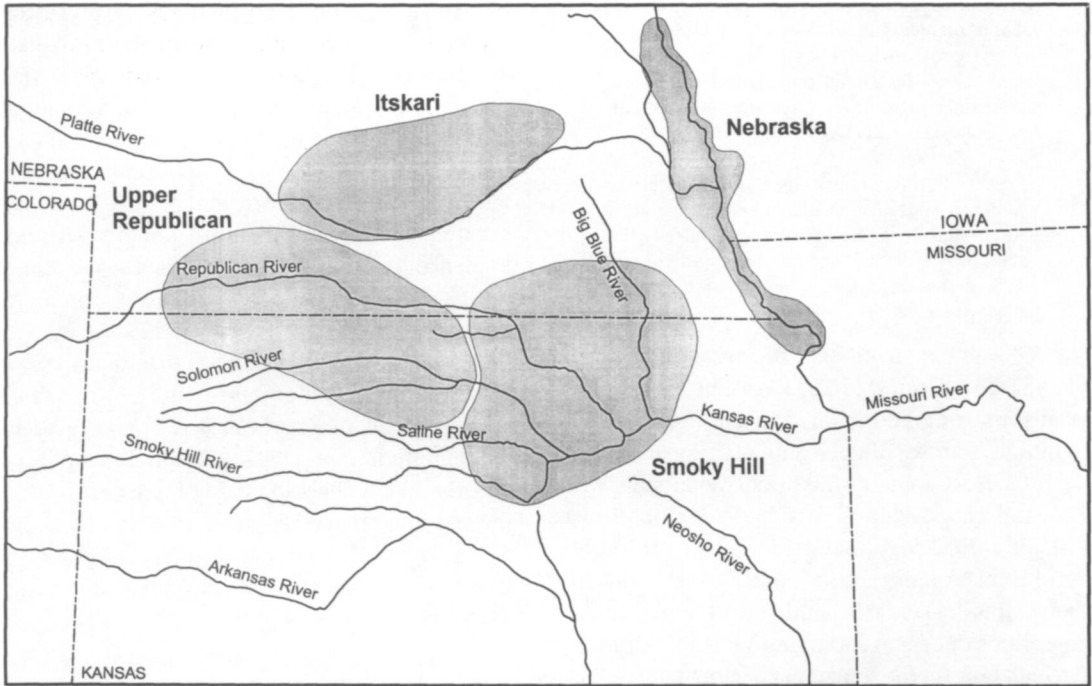 Itskari
Platte River
Nebraska
NEBRASKA
COLORADO
Upper
Republican
Big Blue River
IOWA
MISSOURI
Republican River
Solomon River
Missouri River
Kansas River
Saline River
Smoky Hill River
Smoky Hill
Neosho River
Arkansas River
KANSAS